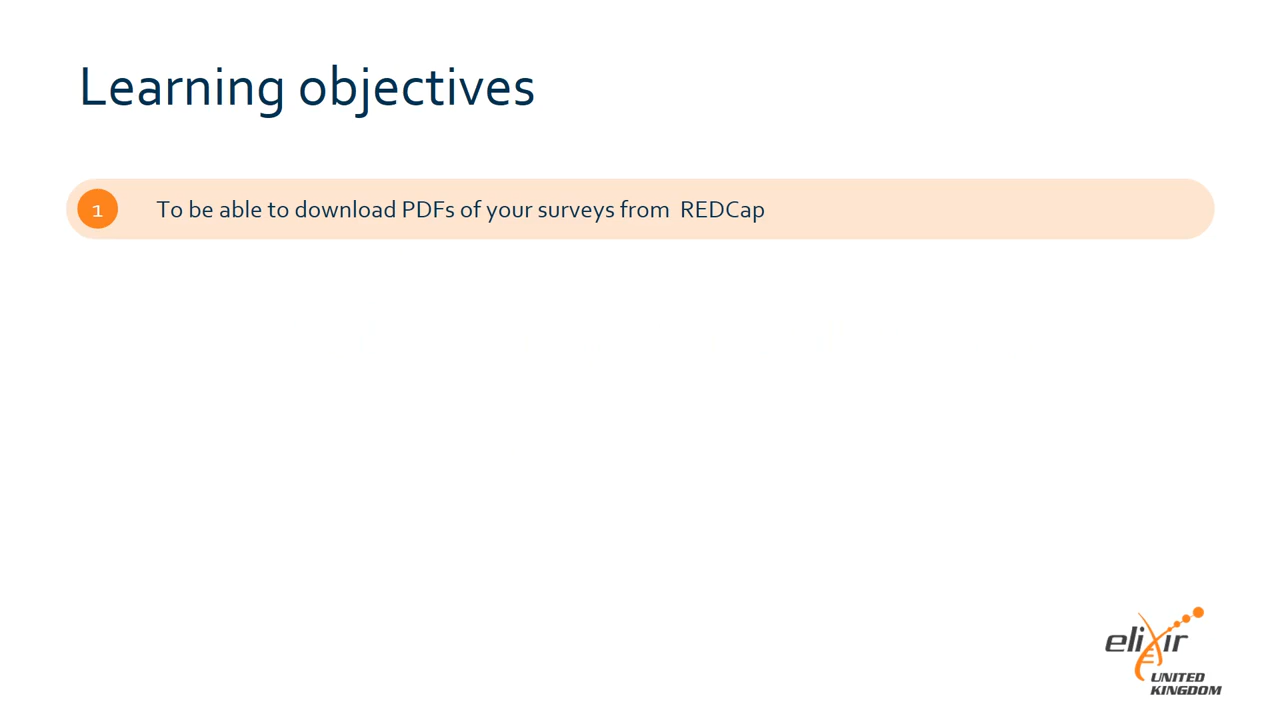 Learning objectives
1 To be able to download PDFs of your surveys from REDCap
elixir
UNITED
KINGDOM